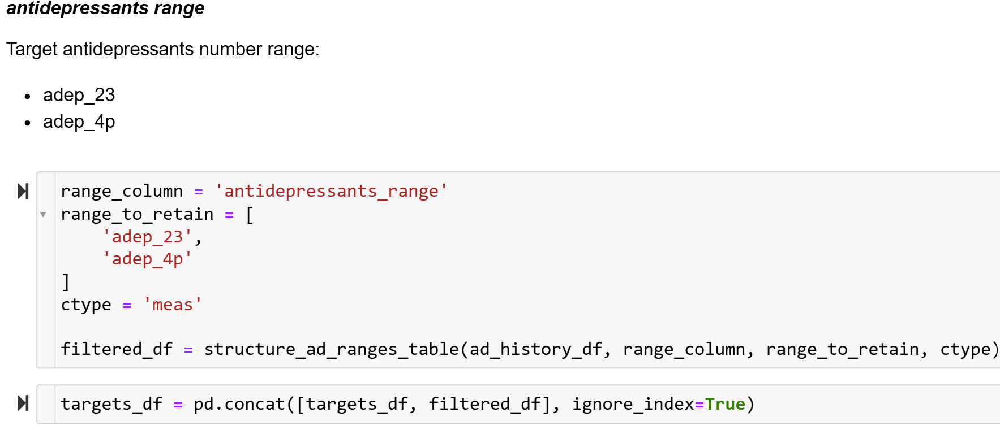 antidepressants range
Target antidepressants number range:
• adep_23
• adep_4p
range_column = 'antidepressants_range'
range_to_retain = [
    'adep_23',
    'adep_4p'
]
ctype = 'meas'
filtered_df = structure_ad_ranges_table(ad_history_df, range_column, range_to_retain, ctype)
targets_df = pd.concat([targets_df, filtered_df], ignore_index=True)